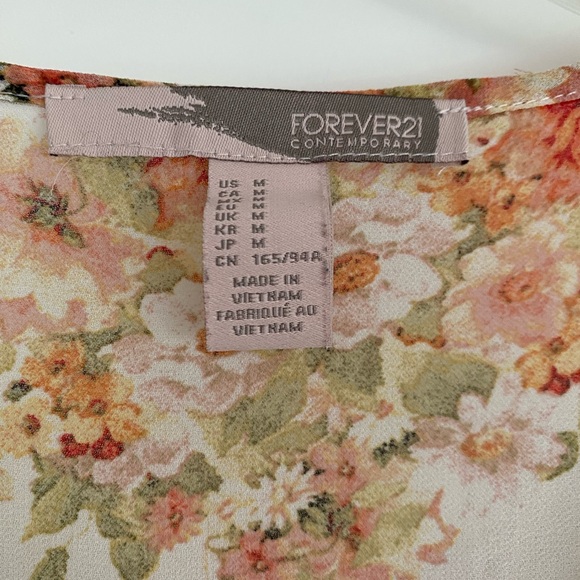 FOREVER21
CONTEMPORARY
US M
CA M
MX M
EU M
UK M
KR M
JP M
CN 165/94A
MADE IN
VIETNAM
FABRIQUÉ AU
VIETNAM